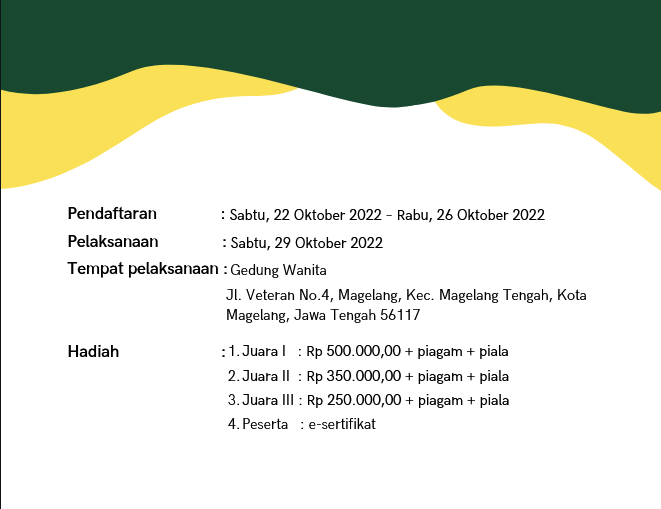 Pendaftaran : Sabtu, 22 Oktober 2022 - Rabu, 26 Oktober 2022
Pelaksanaan : Sabtu, 29 Oktober 2022
Tempat pelaksanaan : Gedung Wanita
Jl. Veteran No.4, Magelang, Kec. Magelang Tengah, Kota
Magelang, Jawa Tengah 56117
Hadiah : 1. Juara I : Rp 500.000,00 + piagam + piala
2. Juara II : Rp 350.000,00 + piagam + piala
3. Juara III : Rp 250.000,00 + piagam + piala
4. Peserta : e-sertifikat